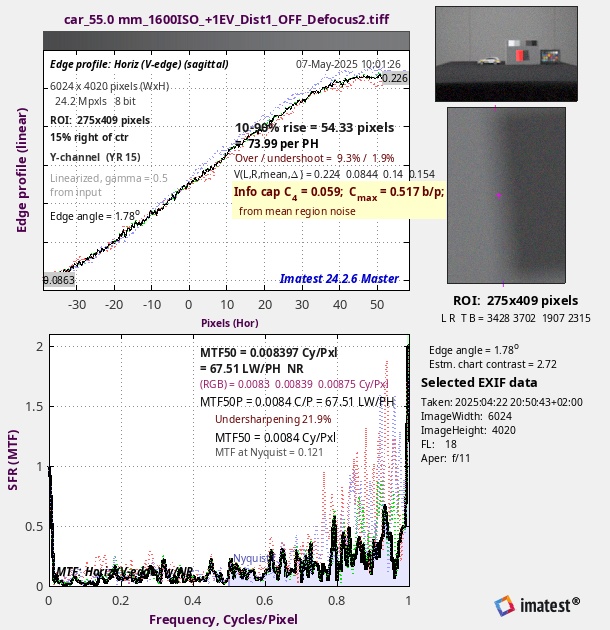 car_55.0 mm_1600ISO_+1EV_Dist1_OFF_Defocus2.tiff
Edge profile: Horiz (V-edge) (sagittal)
07-May-2025 10:01:26
0.226
6024 x 4020 pixels (WxH)
24.2 Mpxls   8 bit
ROI:  275x409 pixels
15% right of ctr
Y-channel  (YR 15)
Linearized, gamma = 0.5
from input
Edge angle = 1.78o
10-90% rise = 54.33 pixels
= 73.99 per PH
Over / undershoot =  9.3% /  1.9%
V(L,R,mean,Δ) = 0.224  0.0844  0.14  0.154
Info cap C4 = 0.059;  Cmax = 0.517 b/p;
from mean region noise
0.0863
Imatest 24.2.6 Master
Edge profile (linear)
-30 -20 -10 0 10 20 30 40 50
Pixels (Hor)
ROI:  275x409 pixels
L R  T B = 3428 3702  1907 2315
Edge angle = 1.78o
Estm. chart contrast = 2.72
Selected EXIF data
Taken: 2025:04:22 20:50:43+02:00
ImageWidth:  6024
ImageHeight:  4020
FL:   18
Aper:  f/11
MTF50 = 0.008397 Cy/Pxl
= 67.51 LW/PH  NR
(RGB) = 0.0083  0.00839  0.00875 Cy/Pxl
MTF50P = 0.0084 C/P = 67.51 LW/PH
Undersharpening 21.9%
MTF50 = 0.0084 Cy/Pxl
MTF at Nyquist = 0.121
Nyquist
MTF: Horiz (V-edge) w/NR
SFR (MTF)
2
1.5
1
0.5
0
0 0.2 0.4 0.6 0.8 1
Frequency, Cycles/Pixel
imatest®